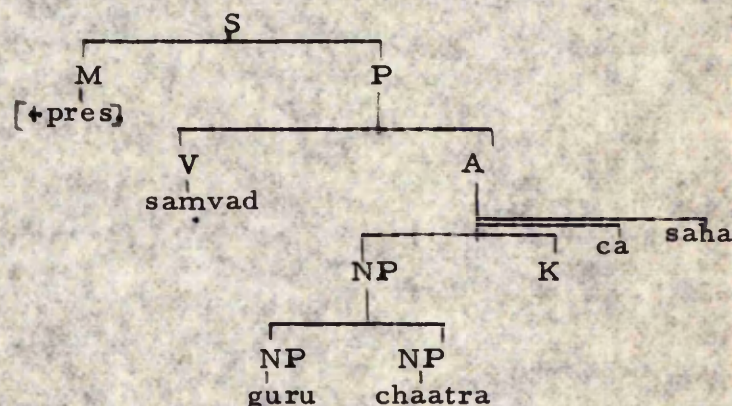 S
M P
[+pres]
V A
samvad
ca saha
NP K
NP NP
guru chaatra